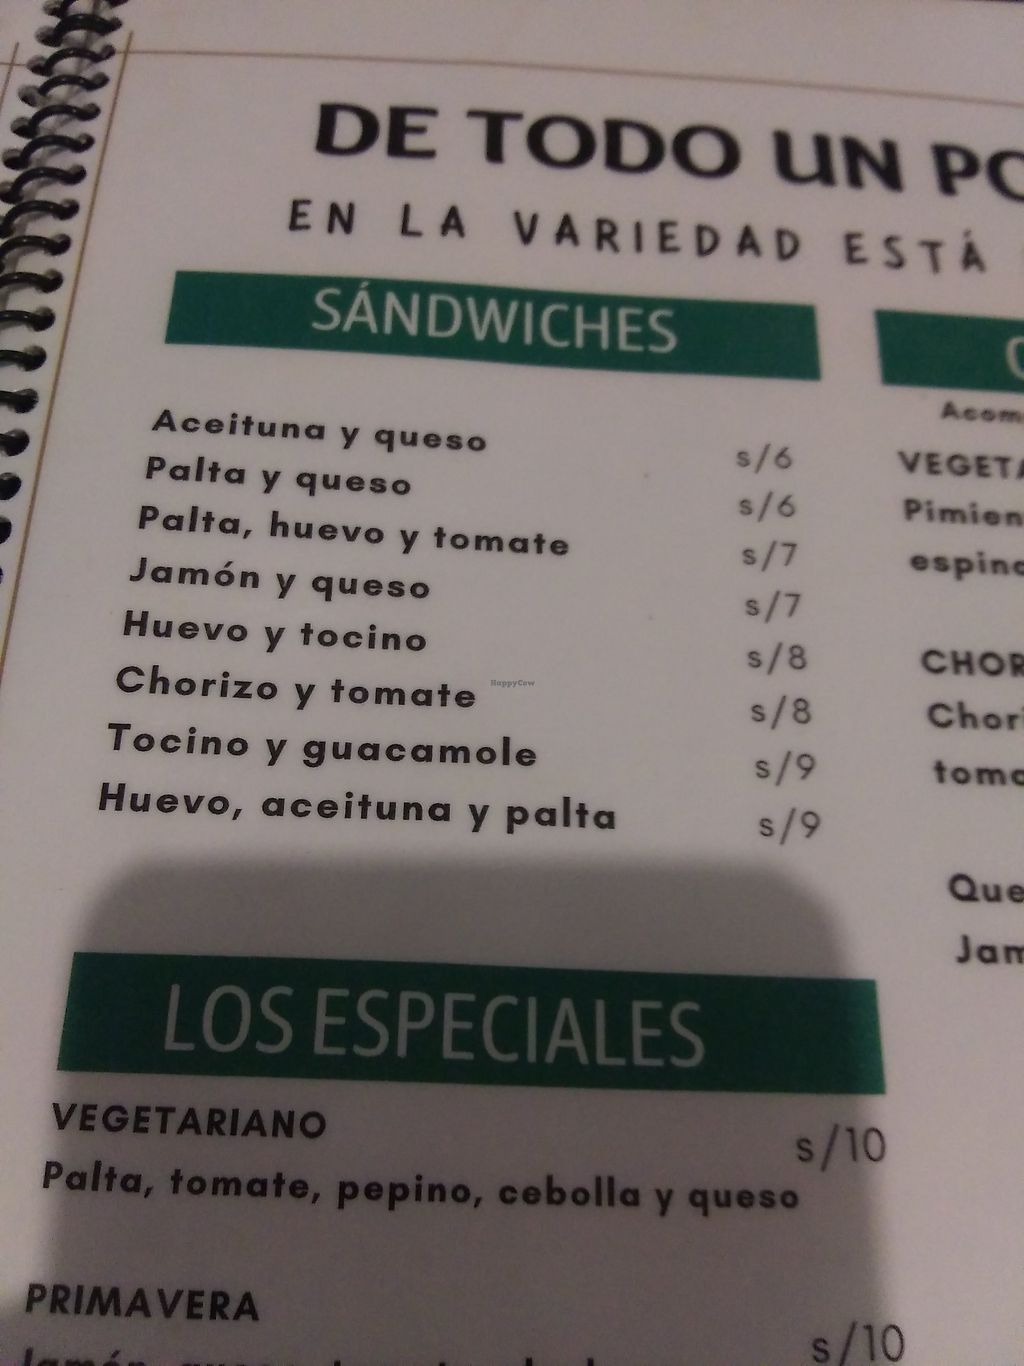 DE TODO UN
EN LA VARIEDAD ESTÁ
SÁNDWICHES
Aceituna y queso s/6
Palta y queso s/6
Palta, huevo y tomate s/7
Jamón y queso s/7
Huevo y tocino s/8
Chorizo y tomate s/8
Tocino y guacamole s/9
Huevo, aceituna y palta s/9
LOS ESPECIALES
VEGETARIANO s/10
Palta, tomate, pepino, cebolla y queso
PRIMAVERA s/10
HappyCow